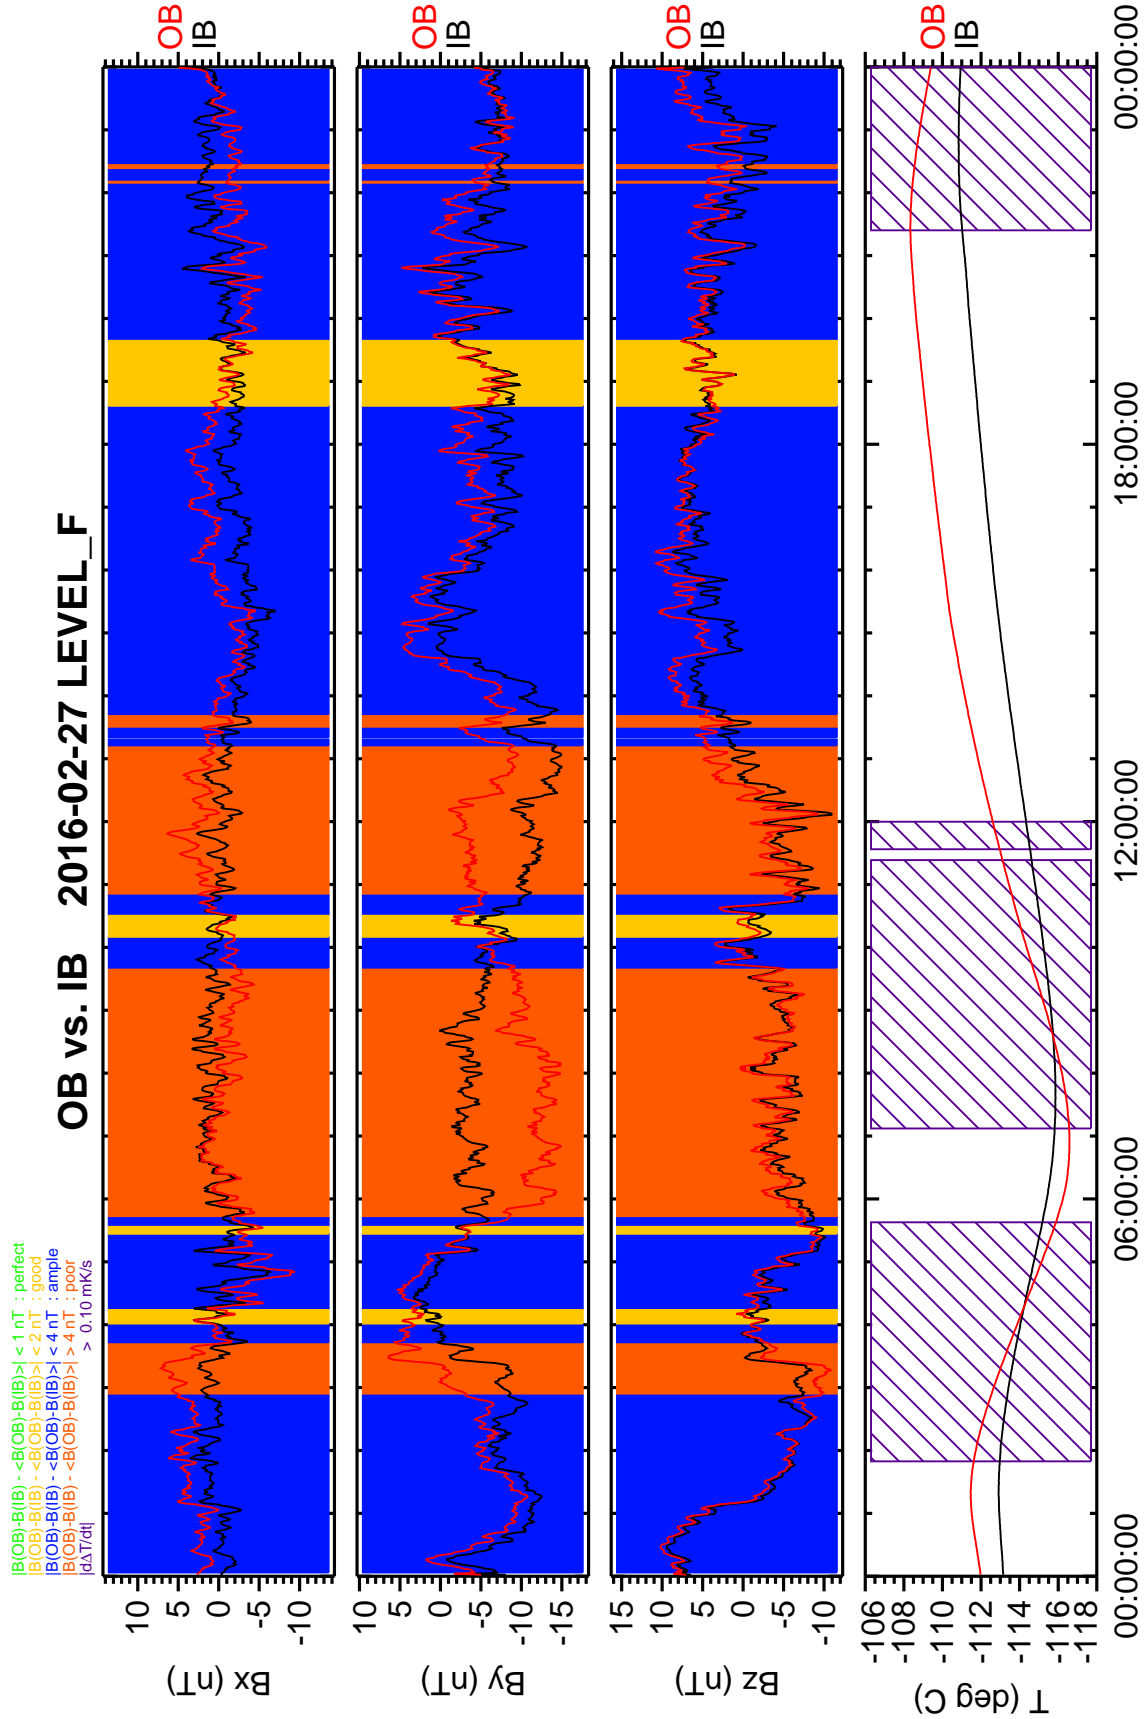 OB vs. IB 2016-02-27 LEVEL_F
|B(OB)-B(IB) - <B(OB)-B(IB)>| < 1 nT : perfect
|B(OB)-B(IB) - <B(OB)-B(IB)>| < 2 nT : good
|B(OB)-B(IB) - <B(OB)-B(IB)>| < 4 nT : ample
|B(OB)-B(IB) - <B(OB)-B(IB)>| > 4 nT : poor
|dΔT/dt| > 0.10 mK/s
Bx (nT)
10
5
0
-5
-10
OB
IB
By (nT)
10
5
0
-5
-10
-15
OB
IB
Bz (nT)
15
10
5
0
-5
-10
OB
IB
T (deg C)
-106
-108
-110
-112
-114
-116
-118
OB
IB
00:00:00 06:00:00 12:00:00 18:00:00 00:00:00